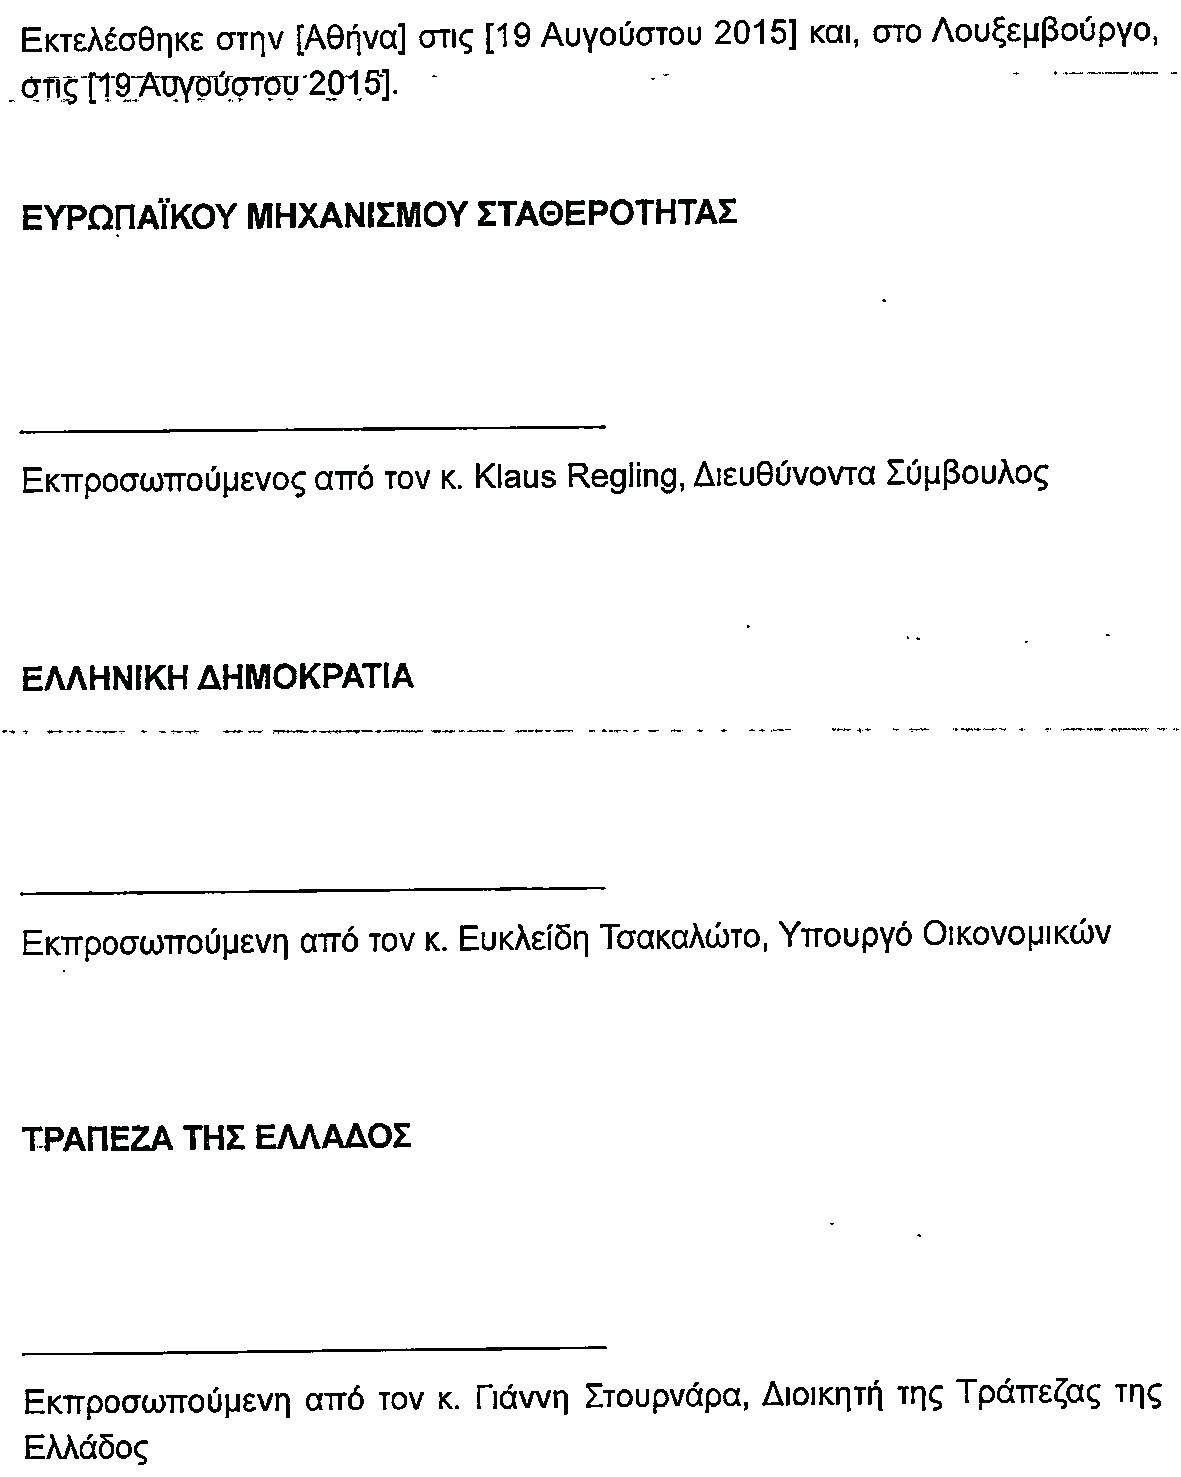 Εκτελέσθηκε στην [Αθήνα] στις [19 Αυγούστου 2015] και, στο Λουξεμβούργο,
στις [19 Αυγούστου 2015].
ΕΥΡΩΠΑΪΚΟΥ ΜΗΧΑΝΙΣΜΟΥ ΣΤΑΘΕΡΟΤΗΤΑΣ
Εκπροσωπούμενος από τον κ. Klaus Regling, Διευθύνοντα Σύμβουλος
ΕΛΛΗΝΙΚΗ ΔΗΜΟΚΡΑΤΙΑ
Εκπροσωπούμενη από τον κ. Ευκλείδη Τσακαλώτο, Υπουργό Οικονομικών
ΤΡΑΠΕΖΑ ΤΗΣ ΕΛΛΑΔΟΣ
Εκπροσωπούμενη από τον κ. Γιάννη Στουρνάρα, Διοικητή της Τράπεζας της
Ελλάδος